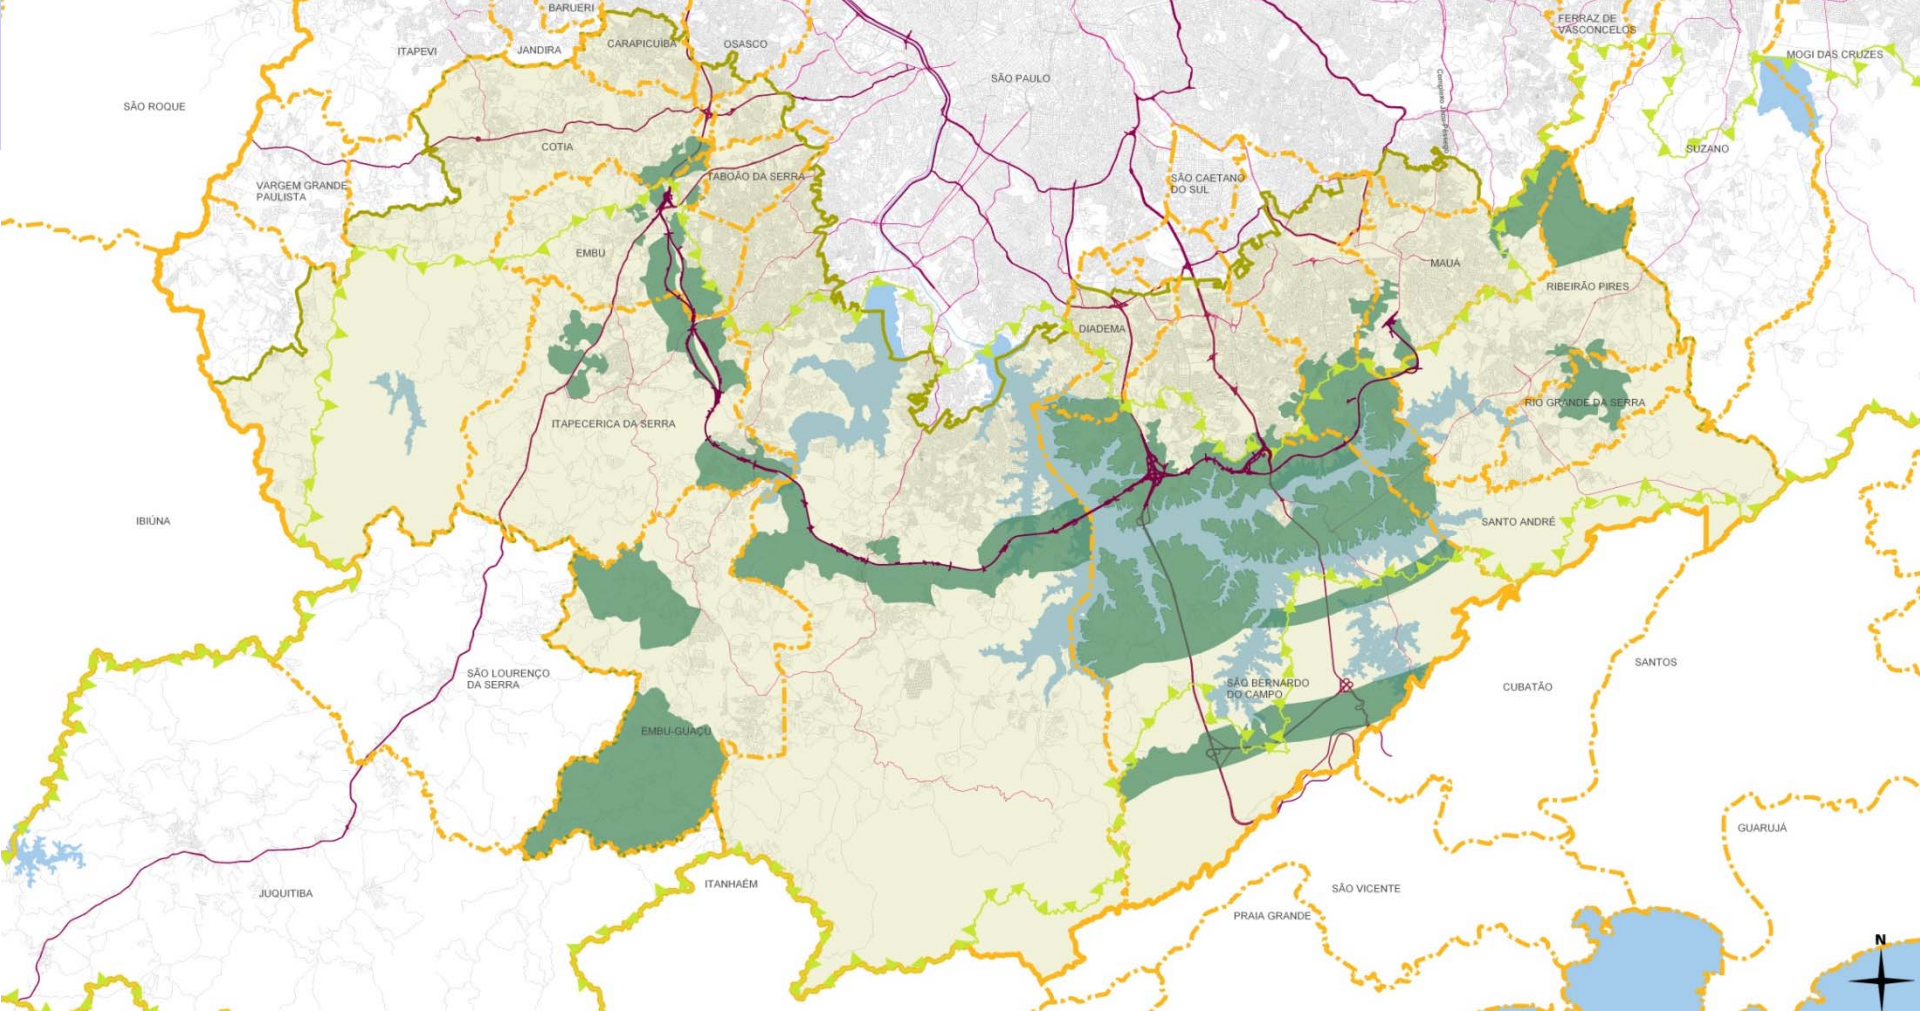 BARUERI
FERRAZ DE
VASCONCELOS
ITAPEVI
JANDIRA
CARAPICUÍBA
OSASCO
MOGI DAS CRUZES
SÃO PAULO
SÃO ROQUE
COTIA
SUZANO
TABOÃO DA SERRA
VARGEM GRANDE
PAULISTA
SÃO CAETANO
DO SUL
EMBU
MAUÁ
RIBEIRÃO PIRES
DIADEMA
RIO GRANDE DA SERRA
ITAPECERICA DA SERRA
IBIÚNA
SANTO ANDRÉ
SANTOS
SÃO LOURENÇO
DA SERRA
SÃO BERNARDO
DO CAMPO
CUBATÃO
EMBU-GUAÇU
GUARUJÁ
ITANHAÉM
JUQUITIBA
SÃO VICENTE
PRAIA GRANDE
N